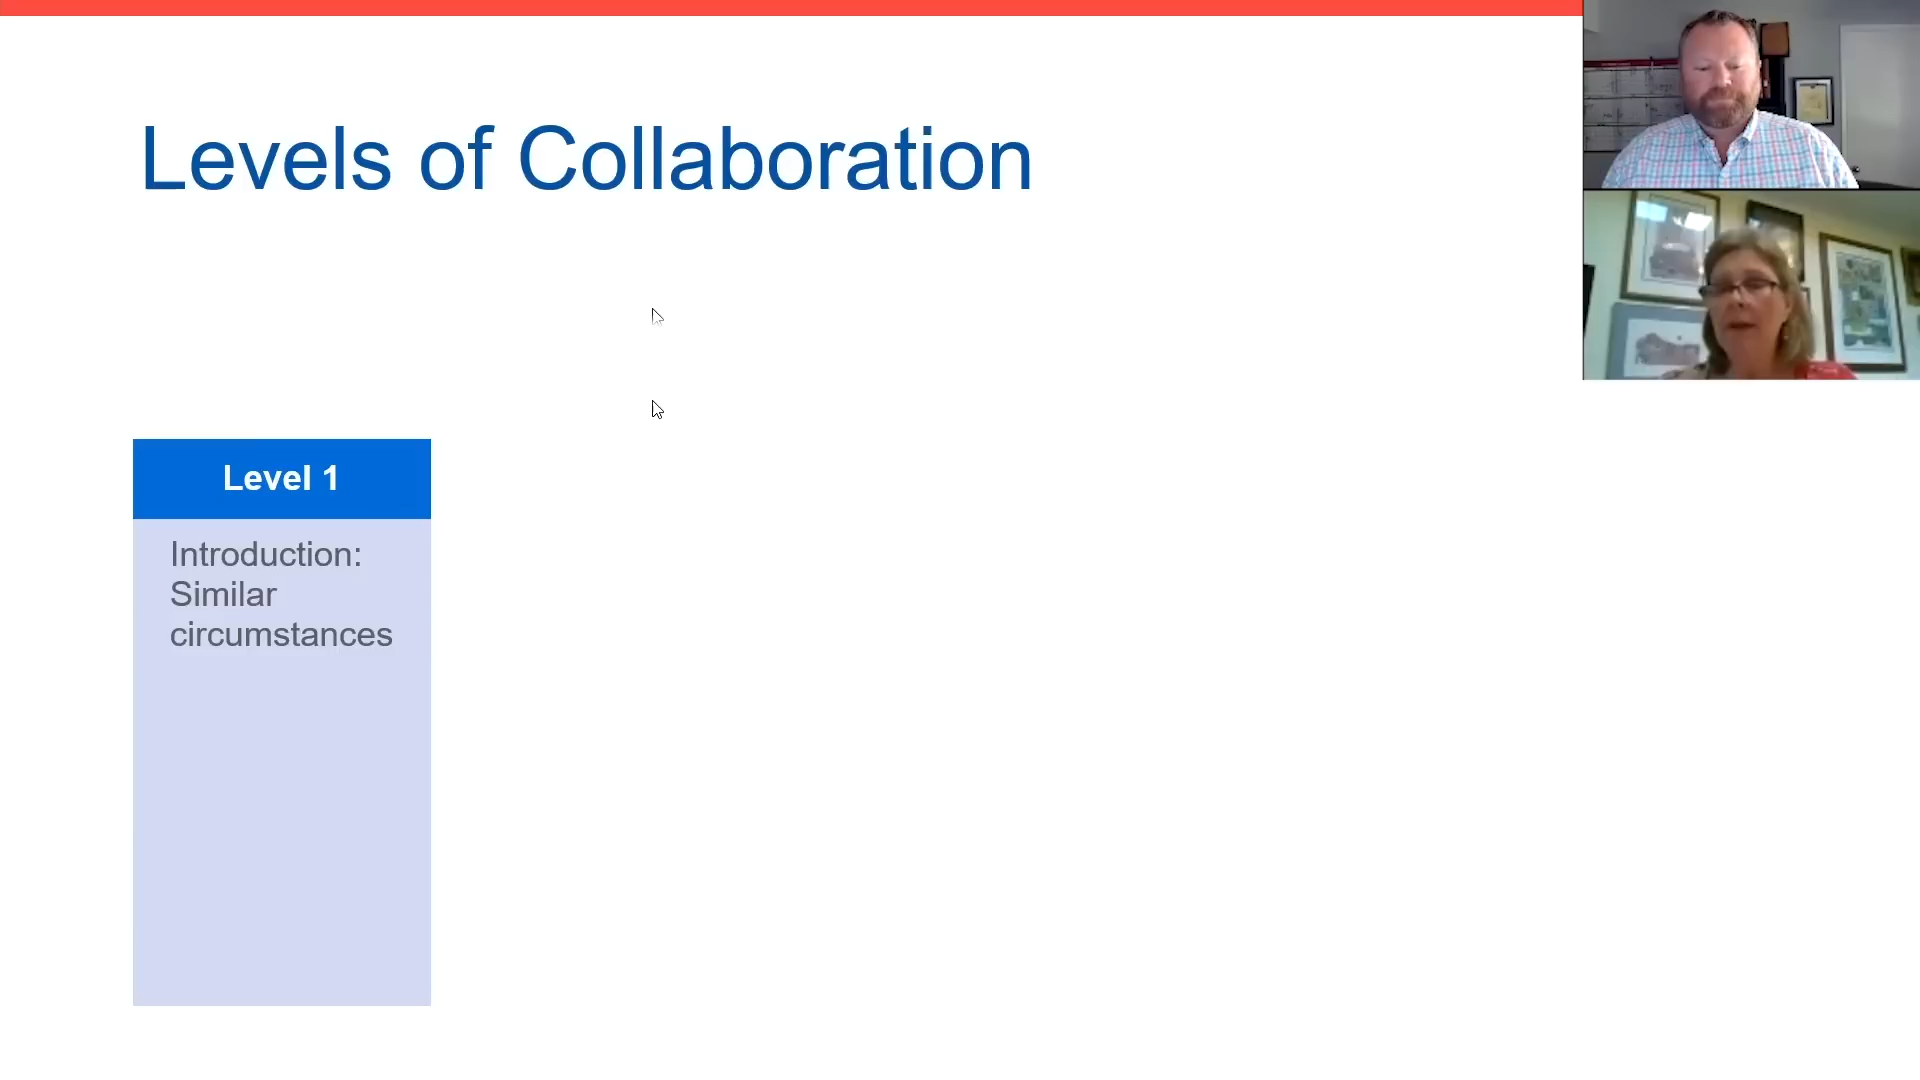 Levels of Collaboration
Level 1
Introduction:
Similar
circumstances